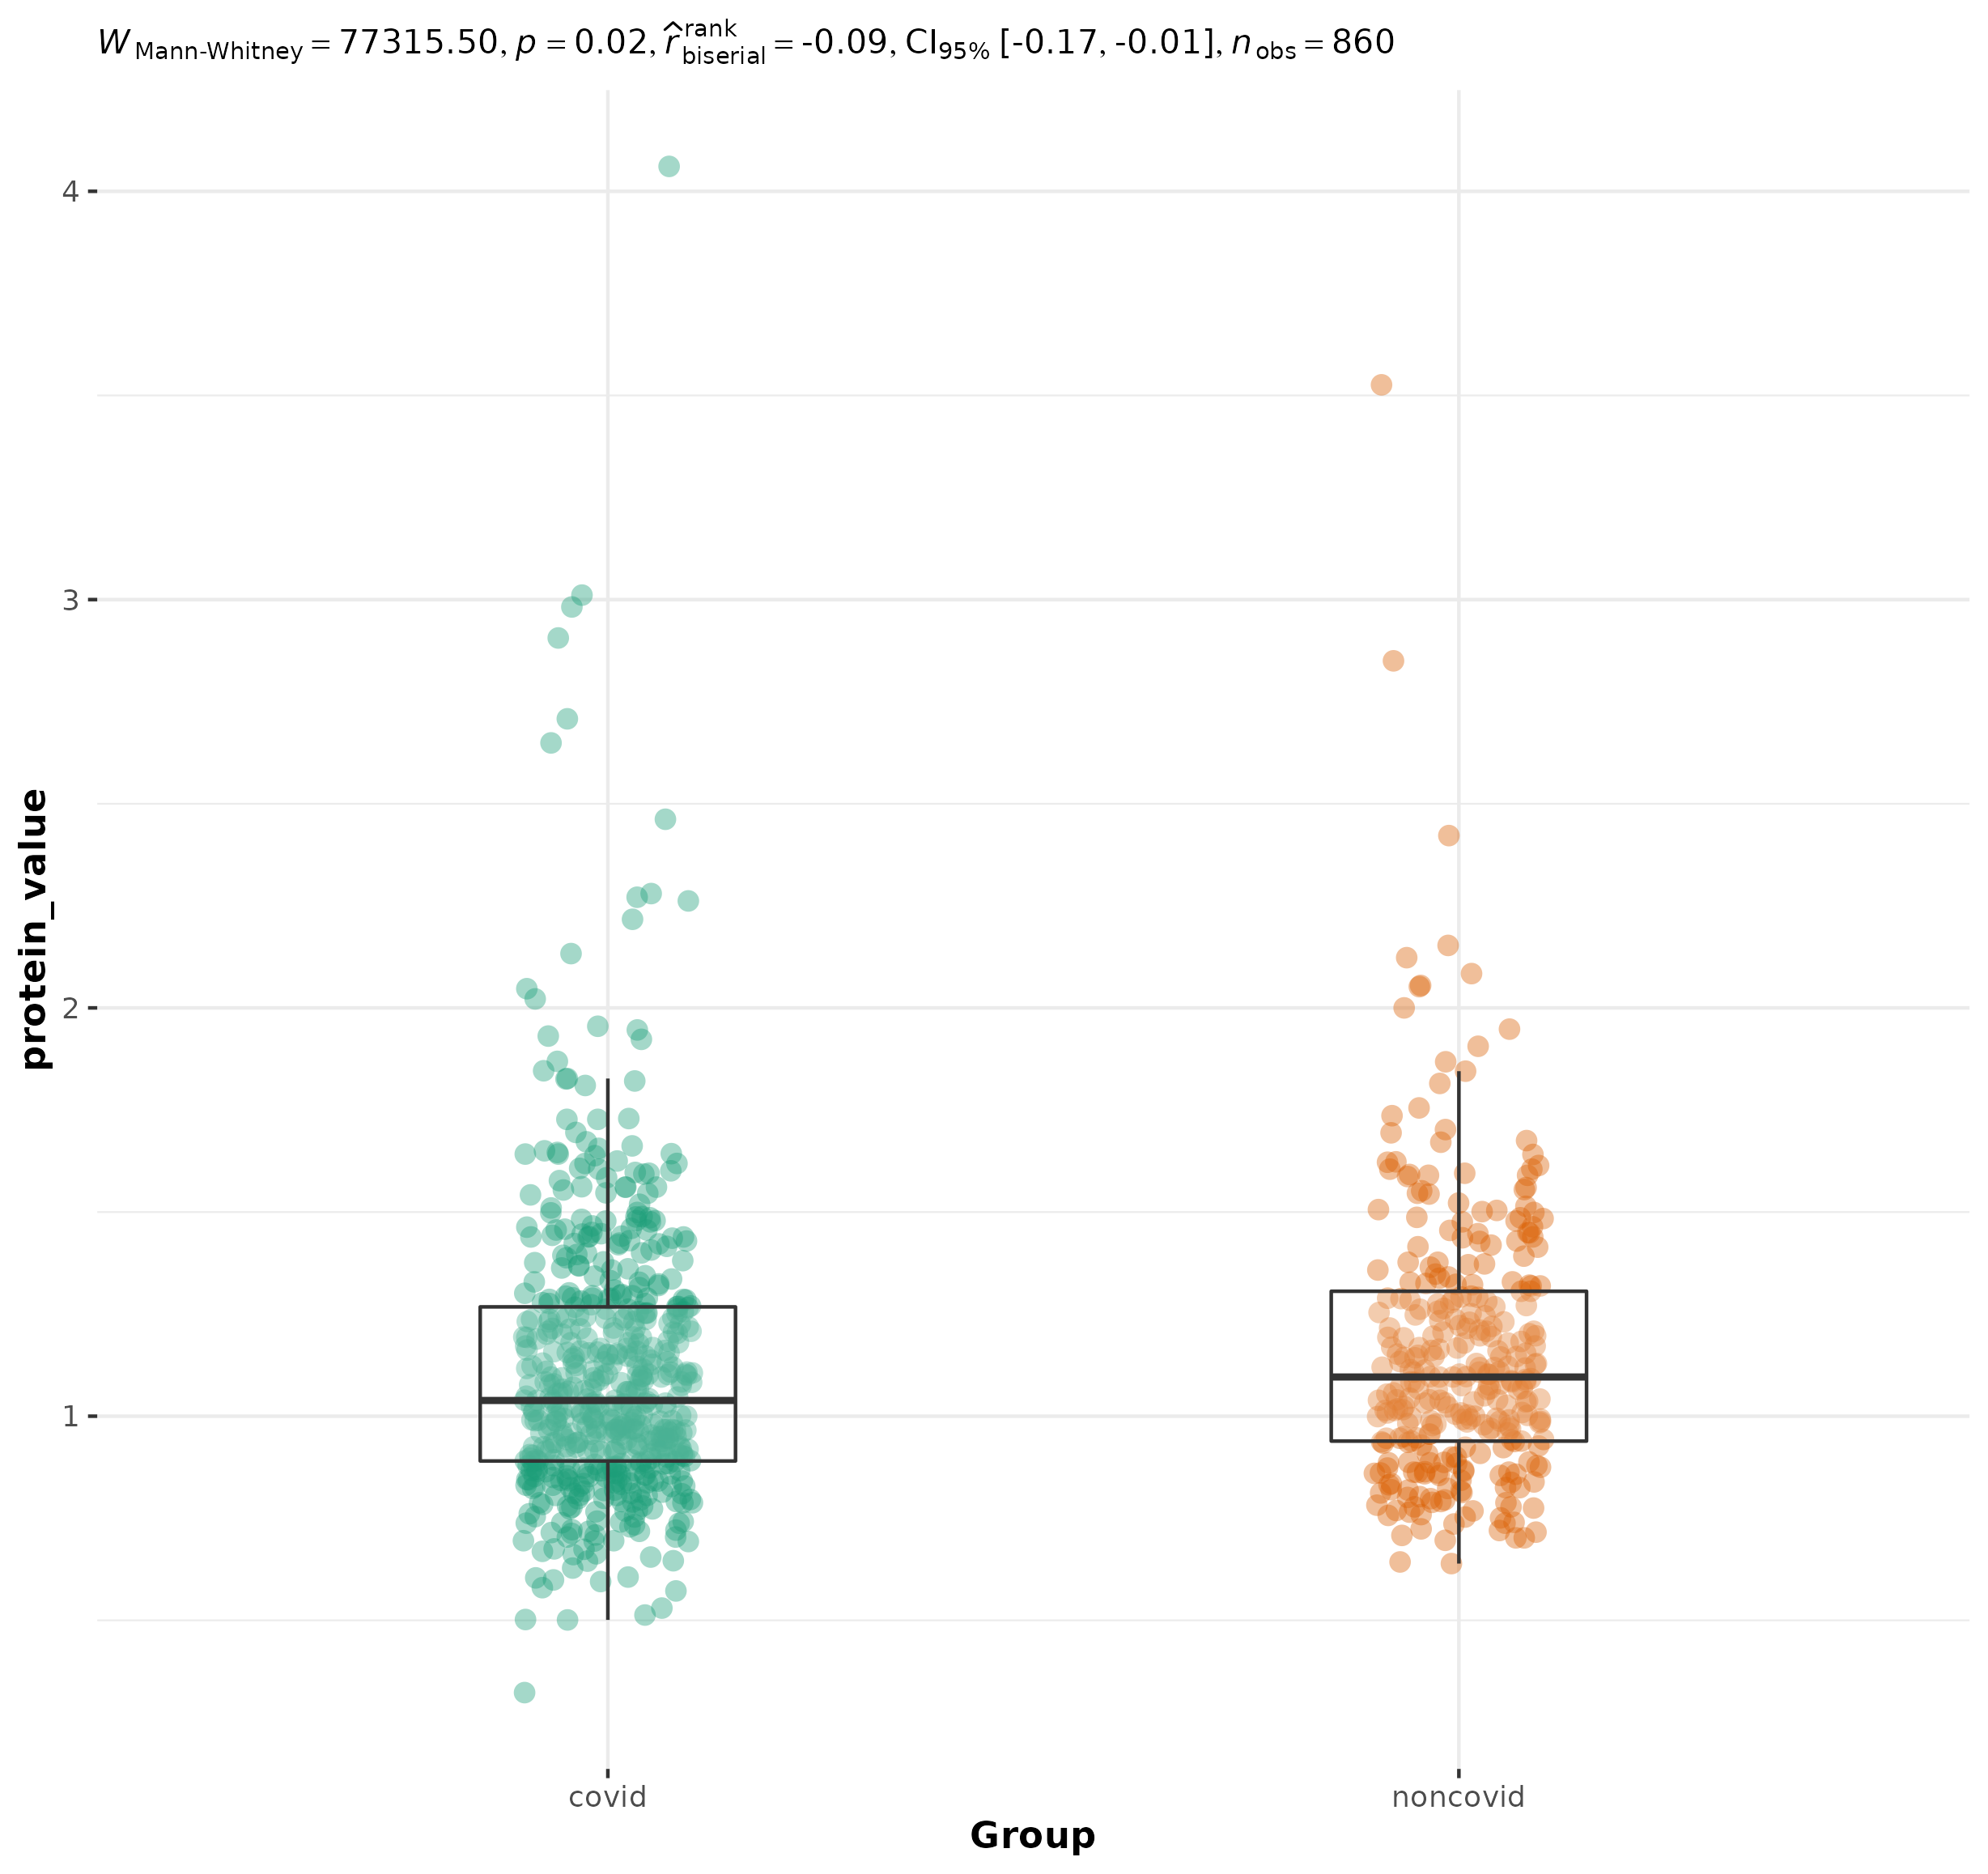 W Mann-Whitney = 77315.50, p = 0.02, r̂ rank biserial = -0.09, CI95% [-0.17, -0.01], n obs = 860
protein_value
4
3
2
1
covid noncovid
Group